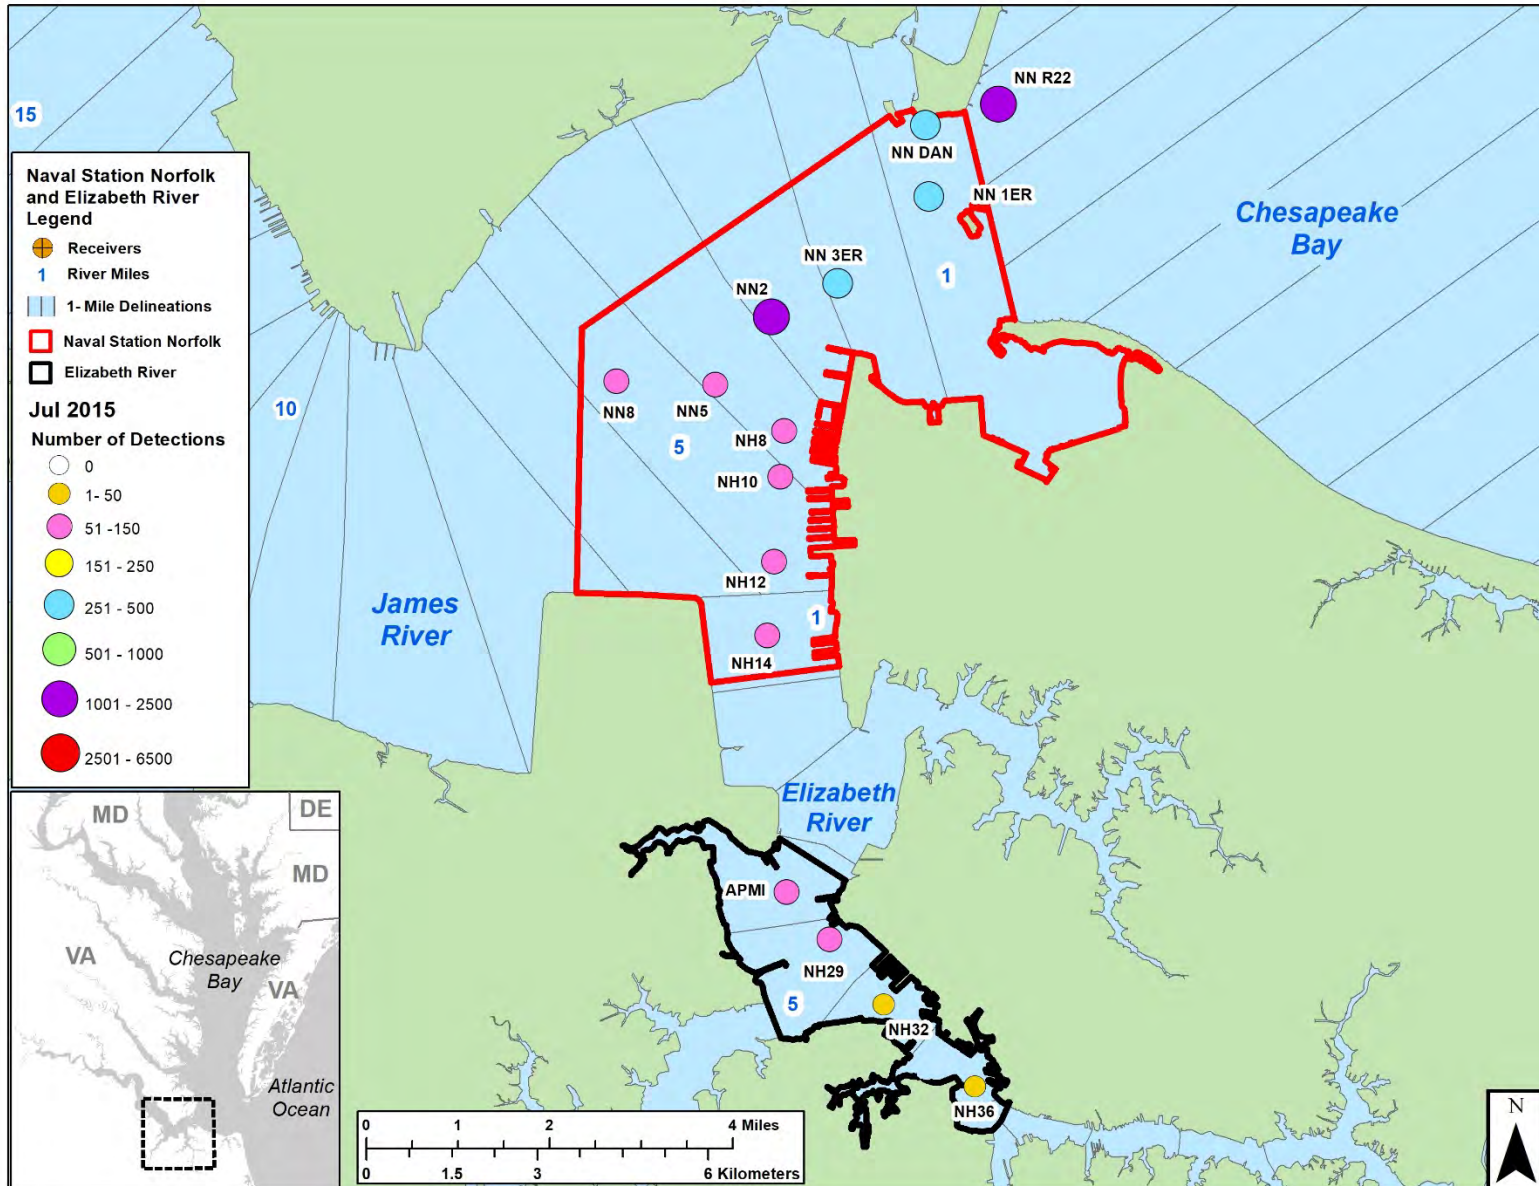 NN R22
15
NN DAN
Naval Station Norfolk
and Elizabeth River
Legend
Receivers
1 River Miles
1- Mile Delineations
Naval Station Norfolk
Elizabeth River
Jul 2015
Number of Detections
0
1- 50
51 -150
151 - 250
251 - 500
501 - 1000
1001 - 2500
2501 - 6500
NN 1ER
Chesapeake
Bay
NN 3ER
1
NN2
NN8
NN5
10
NH8
5
NH10
NH12
James
River
1
NH14
Elizabeth
River
APMI
NH29
5
NH32
NH36
MD
DE
MD
VA
Chesapeake
Bay
VA
Atlantic
Ocean
0 1 2 4 Miles
0 1.5 3 6 Kilometers
N